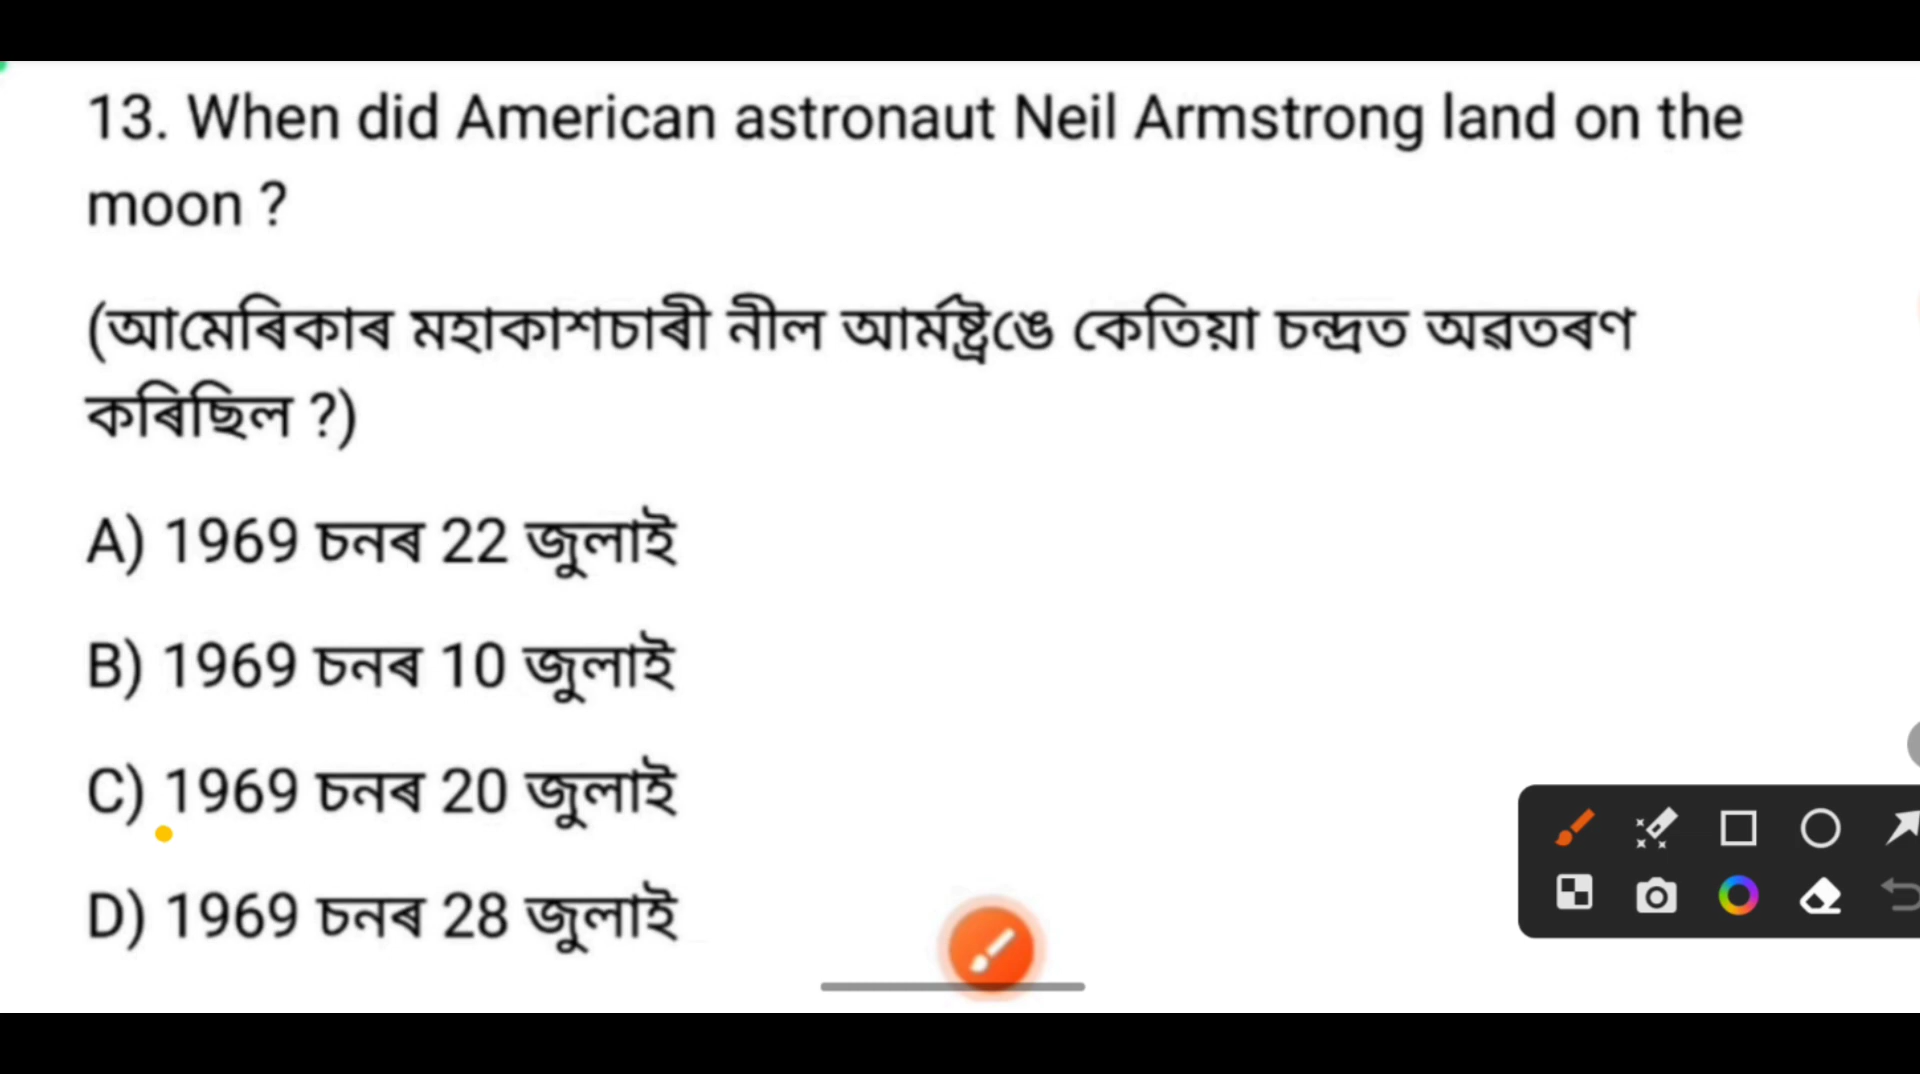 13. When did American astronaut Neil Armstrong land on the
moon ?
(আমেৰিকাৰ মহাকাশচাৰী নীল আৰ্মষ্ট্ৰঙে কেতিয়া চন্দ্ৰত অৱতৰণ
কৰিছিল ?)
A) 1969 চনৰ 22 জুলাই
B) 1969 চনৰ 10 জুলাই
C) 1969 চনৰ 20 জুলাই
D) 1969 চনৰ 28 জুলাই